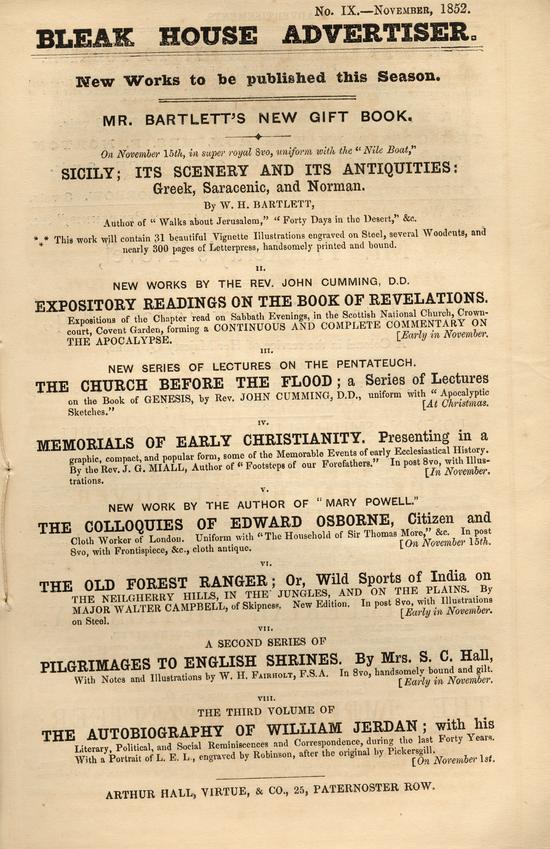 No. IX.—NOVEMBER, 1852.
BLEAK HOUSE ADVERTISER.
New Works to be published this Season.
MR. BARTLETT'S NEW GIFT BOOK.
On November 15th, in super royal 8vo, uniform with the "Nile Boat,"
SICILY; ITS SCENERY AND ITS ANTIQUITIES:
Greek, Saracenic, and Norman.
By W. H. BARTLETT,
Author of "Walks about Jerusalem," "Forty Days in the Desert," &c.
*** This work will contain 31 beautiful Vignette Illustrations engraved on Steel, several Woodcuts, and
nearly 300 pages of Letterpress, handsomely printed and bound.
II.
NEW WORKS BY THE REV. JOHN CUMMING, D.D.
EXPOSITORY READINGS ON THE BOOK OF REVELATIONS.
Expositions of the Chapter read on Sabbath Evenings, in the Scottish National Church, Crown-
court, Covent Garden, forming a CONTINUOUS AND COMPLETE COMMENTARY ON
THE APOCALYPSE. [Early in November.
III.
NEW SERIES OF LECTURES ON THE PENTATEUCH.
THE CHURCH BEFORE THE FLOOD; a Series of Lectures
on the Book of GENESIS, by Rev. JOHN CUMMING, D.D., uniform with "Apocalyptic
Sketches." [At Christmas.
IV.
MEMORIALS OF EARLY CHRISTIANITY. Presenting in a
graphic, compact, and popular form, some of the Memorable Events of early Ecclesiastical History.
By the Rev. J. G. MIALL, Author of "Footsteps of our Forefathers." In post 8vo, with Illus-
trations. [In November.
V.
NEW WORK BY THE AUTHOR OF "MARY POWELL."
THE COLLOQUIES OF EDWARD OSBORNE, Citizen and
Cloth Worker of London. Uniform with "The Household of Sir Thomas More," &c. In post
8vo, with Frontispiece, &c., cloth antique. [On November 15th.
VI.
THE OLD FOREST RANGER; Or, Wild Sports of India on
THE NEILGHERRY HILLS, IN THE JUNGLES, AND ON THE PLAINS. By
MAJOR WALTER CAMPBELL, of Skipness. New Edition. In post 8vo, with Illustrations
on Steel. [Early in November.
VII.
A SECOND SERIES OF
PILGRIMAGES TO ENGLISH SHRINES. By Mrs. S. C. Hall,
With Notes and Illustrations by W. H. FAIRHOLT, F.S.A. In 8vo, handsomely bound and gilt.
[Early in November.
VIII.
THE THIRD VOLUME OF
THE AUTOBIOGRAPHY OF WILLIAM JERDAN; with his
Literary, Political, and Social Reminiscences and Correspondence, during the last Forty Years.
With a Portrait of L. E. L., engraved by Robinson, after the original by Pickersgill.
[On November 1st.
ARTHUR HALL, VIRTUE, & CO., 25, PATERNOSTER ROW.